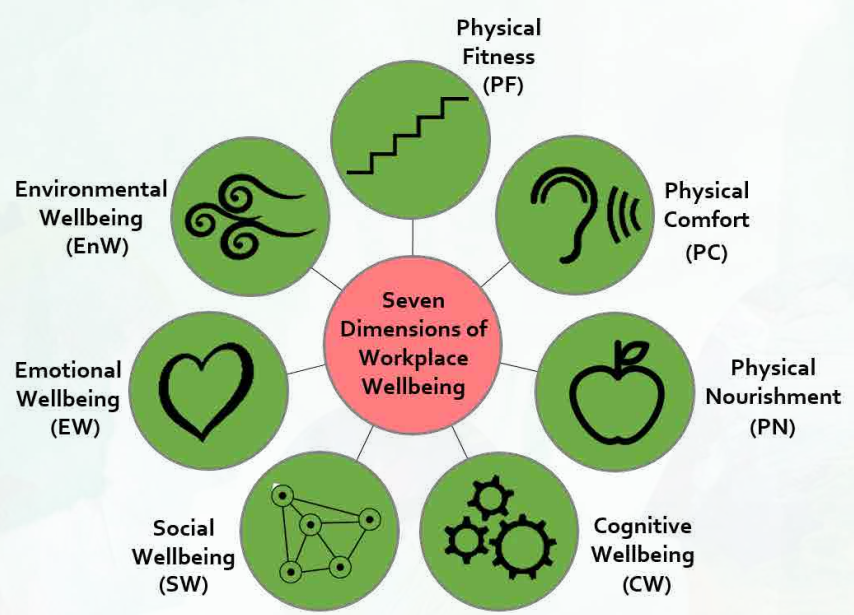 Physical
Fitness
(PF)
Physical
Comfort
(PC)
Physical
Nourishment
(PN)
Cognitive
Wellbeing
(CW)
Social
Wellbeing
(SW)
Emotional
Wellbeing
(EW)
Environmental
Wellbeing
(EnW)
Seven
Dimensions of
Workplace
Wellbeing